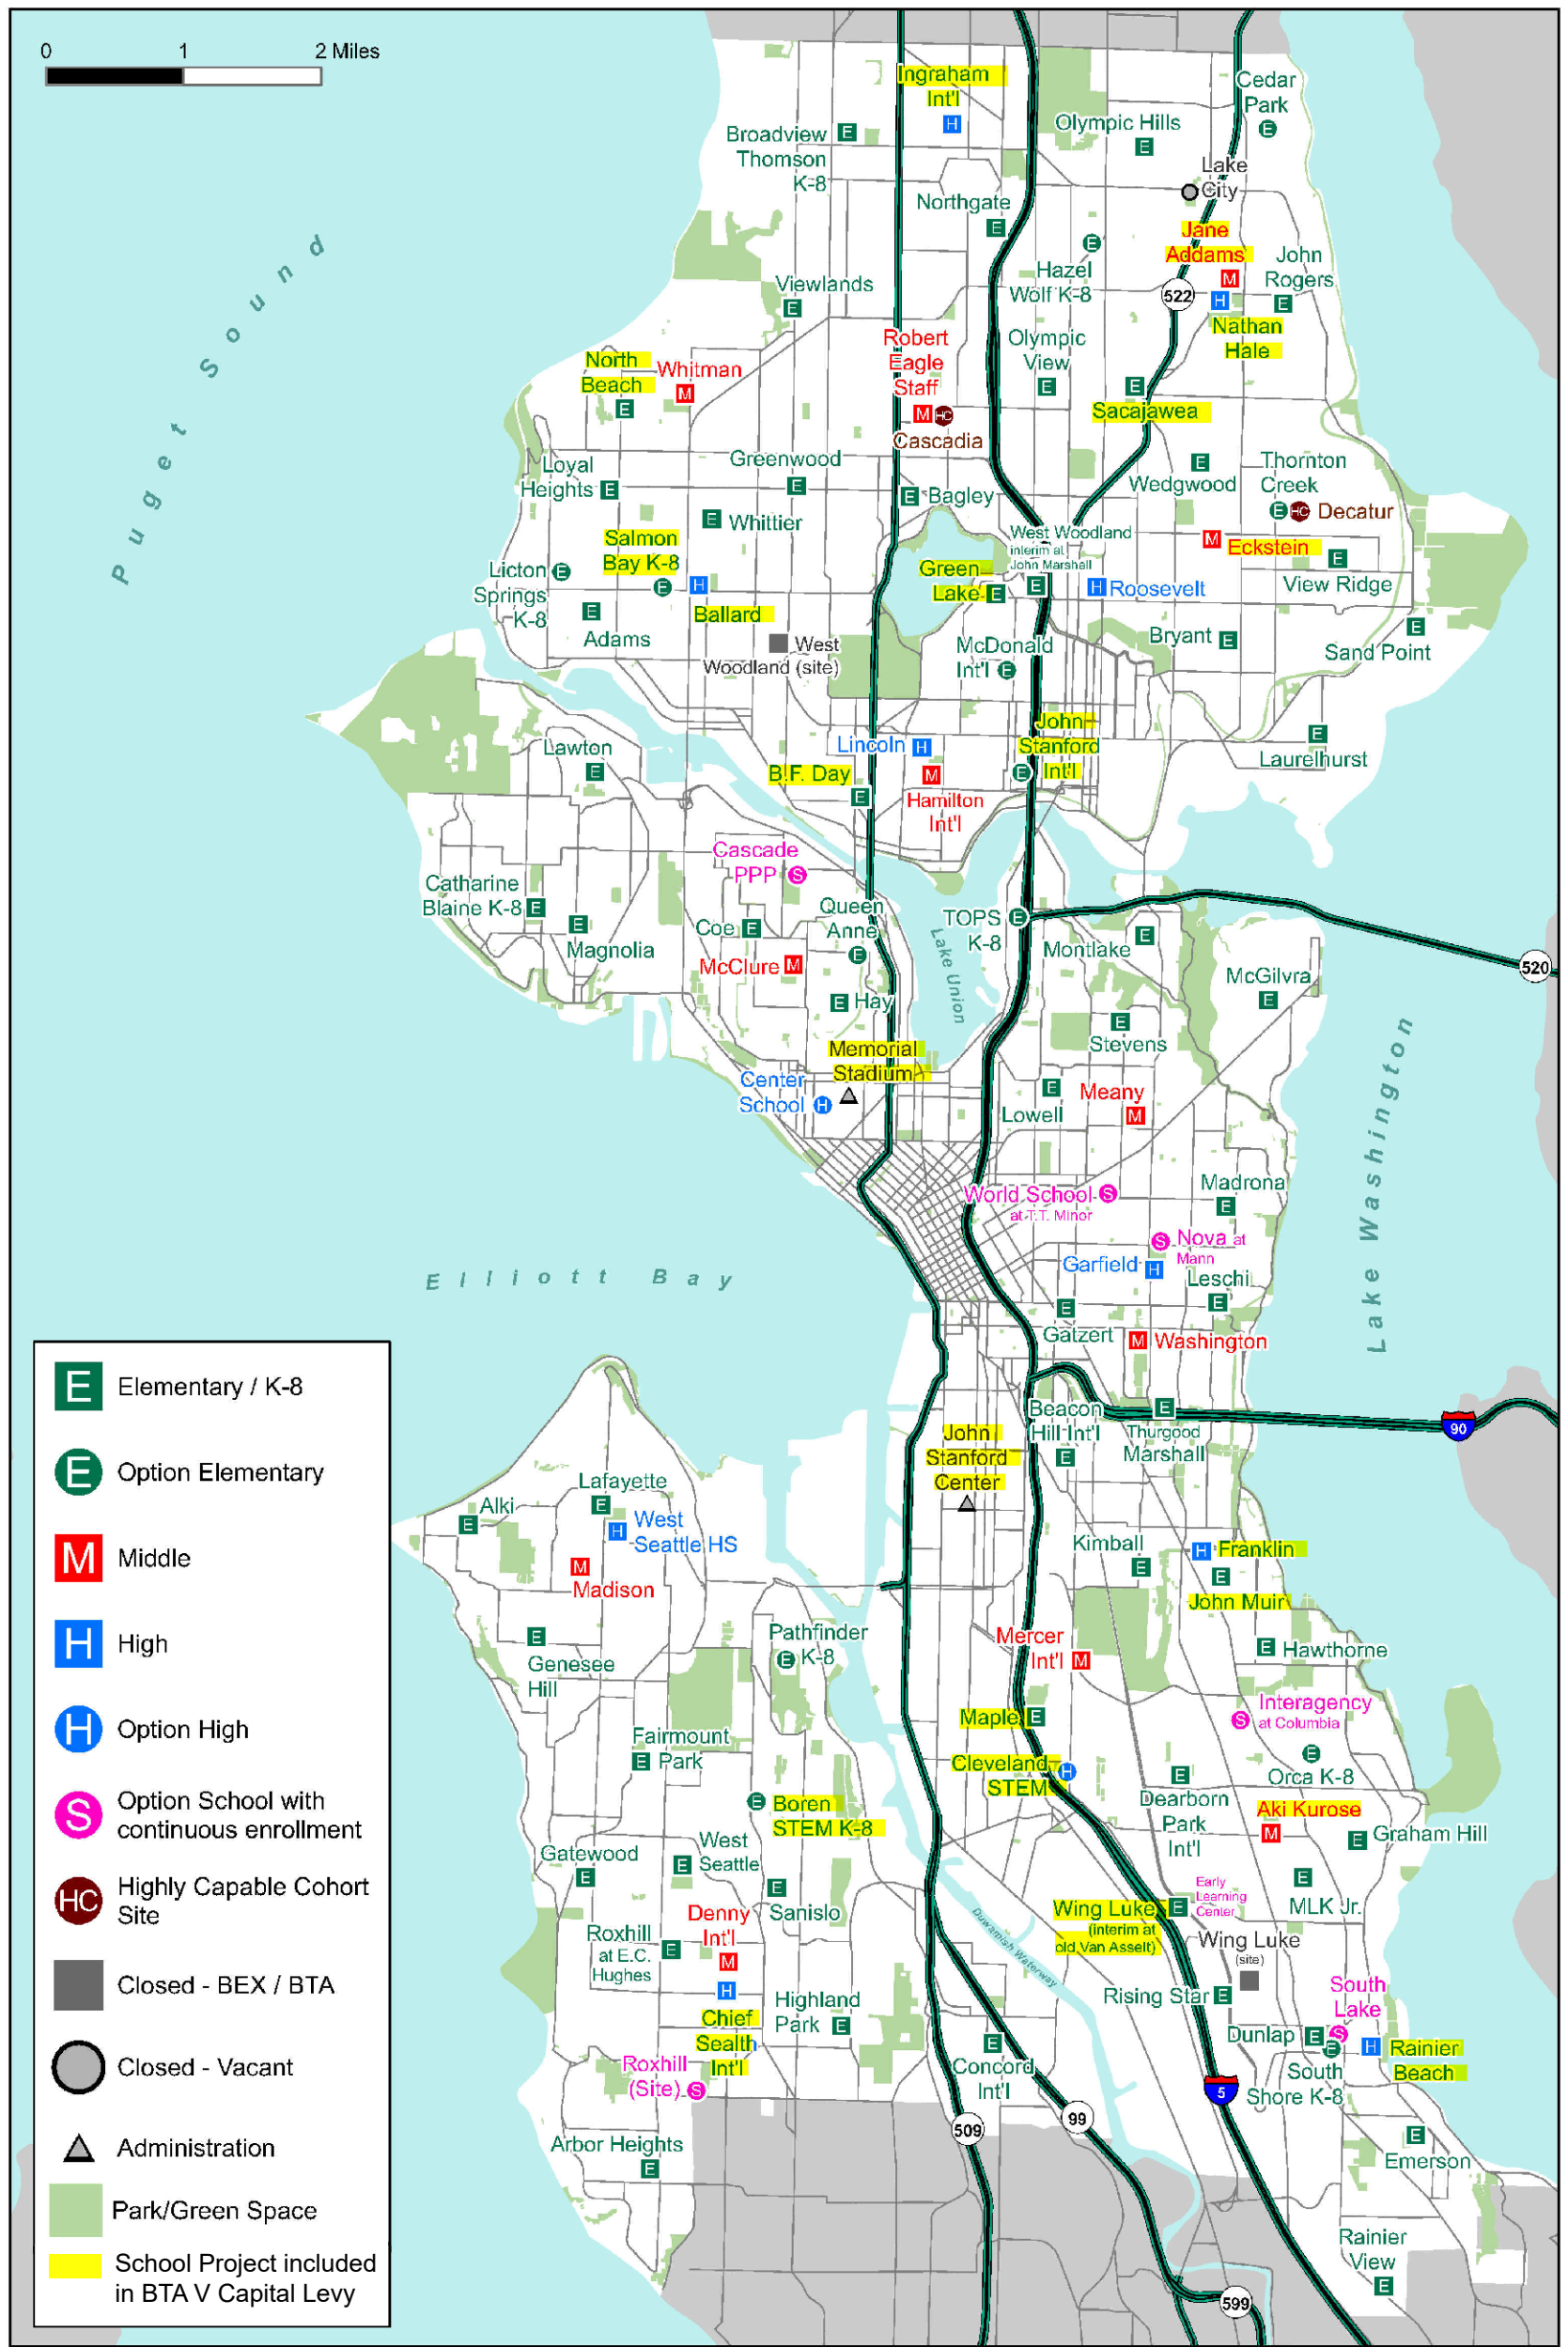 0 1 2 Miles
Puget Sound
Ingraham
Int'l
H
Cedar
Park
E
Broadview
Thomson
K-8
E
Olympic Hills
E
Lake
City
Northgate
E
Jane
Addams
M
Hazel
Wolf K-8
E
John
Rogers
E
522
H
Nathan
Hale
Viewlands
E
Robert
Eagle
Staff
M HC
Cascadia
Olympic
View
E
North
Beach
E
Whitman
M
E
Sacajawea
Loyal
Heights E
Greenwood
E
E Bagley
E
Wedgwood
Thornton
Creek
E HC Decatur
E Whittier
Salmon
Bay K-8
E
H
Ballard
West Woodland
interim at
John Marshall
E
M Eckstein
E
View Ridge
Licton
Springs
K-8
E
E
Adams
Green
Lake E
H Roosevelt
West
Woodland (site)
McDonald
Int'l E
Bryant E
E
Sand Point
Lawton
E
Lincoln H
John
Stanford
Int'l
E
E
Laurelhurst
B.F. Day
E
M
Hamilton
Int'l
Cascade
PPP S
Catharine
Blaine K-8 E
E
Magnolia
Coe E
Queen
Anne
E
TOPS
K-8
E
Montlake
E
McClure M
Lake Union
520
E Hay
McGilvra
E
E
Stevens
Memorial
Stadium
Center
School H
E
Lowell
Meany
M
Lake Washington
World School S
at T.T. Minor
Madrona
E
S Nova at
Mann
Garfield H
Leschi
E
Elliott Bay
E
Gatzert
M Washington
Beacon
Hill Int'l
E
E
Thurgood
Marshall
90
John
Stanford
Center
Lafayette
E
Alki
E
H West
Seattle HS
M
Madison
Kimball
E
H Franklin
E
John Muir
E
Genesee
Hill
Pathfinder
E K-8
Mercer
Int'l M
E Hawthorne
Maple E
Interagency
S at Columbia
Fairmount
E Park
Cleveland
STEM
H
E
Orca K-8
E
Dearborn
Park
Int'l
E Boren
STEM K-8
Aki Kurose
M
E Graham Hill
Gatewood
E
West
E Seattle
E
Sanislo
E
MLK Jr.
Early
Learning
Center
Wing Luke E
(interim at
old Van Asselt)
Duwamish Waterway
Roxhill
at E.C.
Hughes
E
Denny
Int'l
M
H
Chief
Sealth
Int'l
Wing Luke
(site)
Rising Star E
Highland
Park E
South
Lake
S
Dunlap E
E
South
Shore K-8
H Rainier
Beach
Roxhill
(Site) S
E
Concord
Int'l
5
509
99
Arbor Heights
E
E
Emerson
Rainier
View
E
599
E Elementary / K-8
E Option Elementary
M Middle
H High
H Option High
S Option School with
continuous enrollment
HC Highly Capable Cohort
Site
Closed - BEX / BTA
Closed - Vacant
Administration
Park/Green Space
School Project included
in BTA V Capital Levy